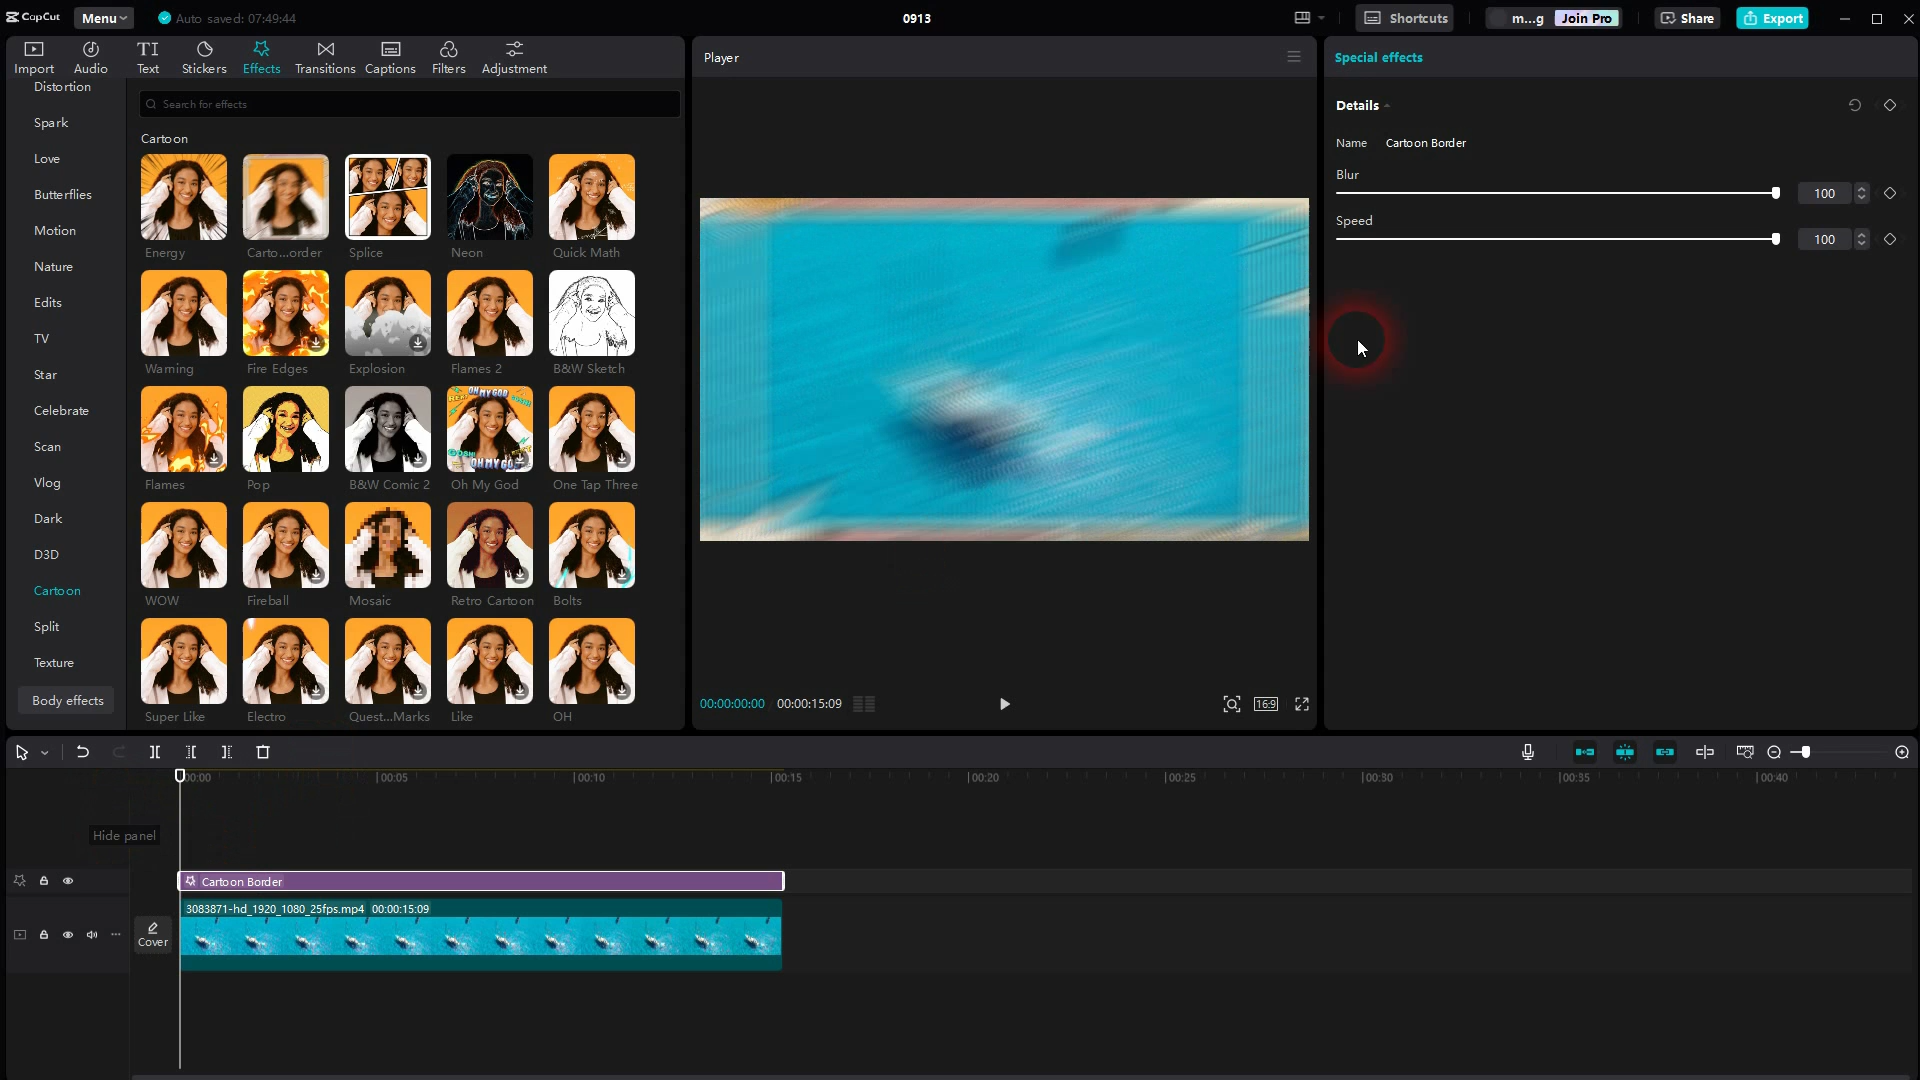 CapCut
Menu
Auto saved: 07:49:44
0913
Shortcuts
m...g
Join Pro
Share
Export
Import
Audio
Text
Stickers
Effects
Transitions
Captions
Filters
Adjustment
Distortion
Spark
Love
Butterflies
Motion
Nature
Edits
TV
Star
Celebrate
Scan
Vlog
Dark
D3D
Cartoon
Split
Texture
Body effects
Search for effects
Cartoon
Energy
Carto...order
Splice
Neon
Quick Math
Warning
Fire Edges
Explosion
Flames 2
B&W Sketch
OH MY GOD
GOSH!
Flames
Pop
B&W Comic 2
Oh My God
One Tap Three
WOW
Fireball
Mosaic
Retro Cartoon
Bolts
Super Like
Electro
Quest...Marks
Like
OH
Player
00:00:00:00
00:00:15:09
16:9
Special effects
Details
Name
Cartoon Border
Blur
100
Speed
100
00:00
00:05
00:10
00:15
00:20
00:25
00:30
00:35
00:40
Hide panel
Cartoon Border
3083871-hd_1920_1080_25fps.mp4 00:00:15:09
Cover